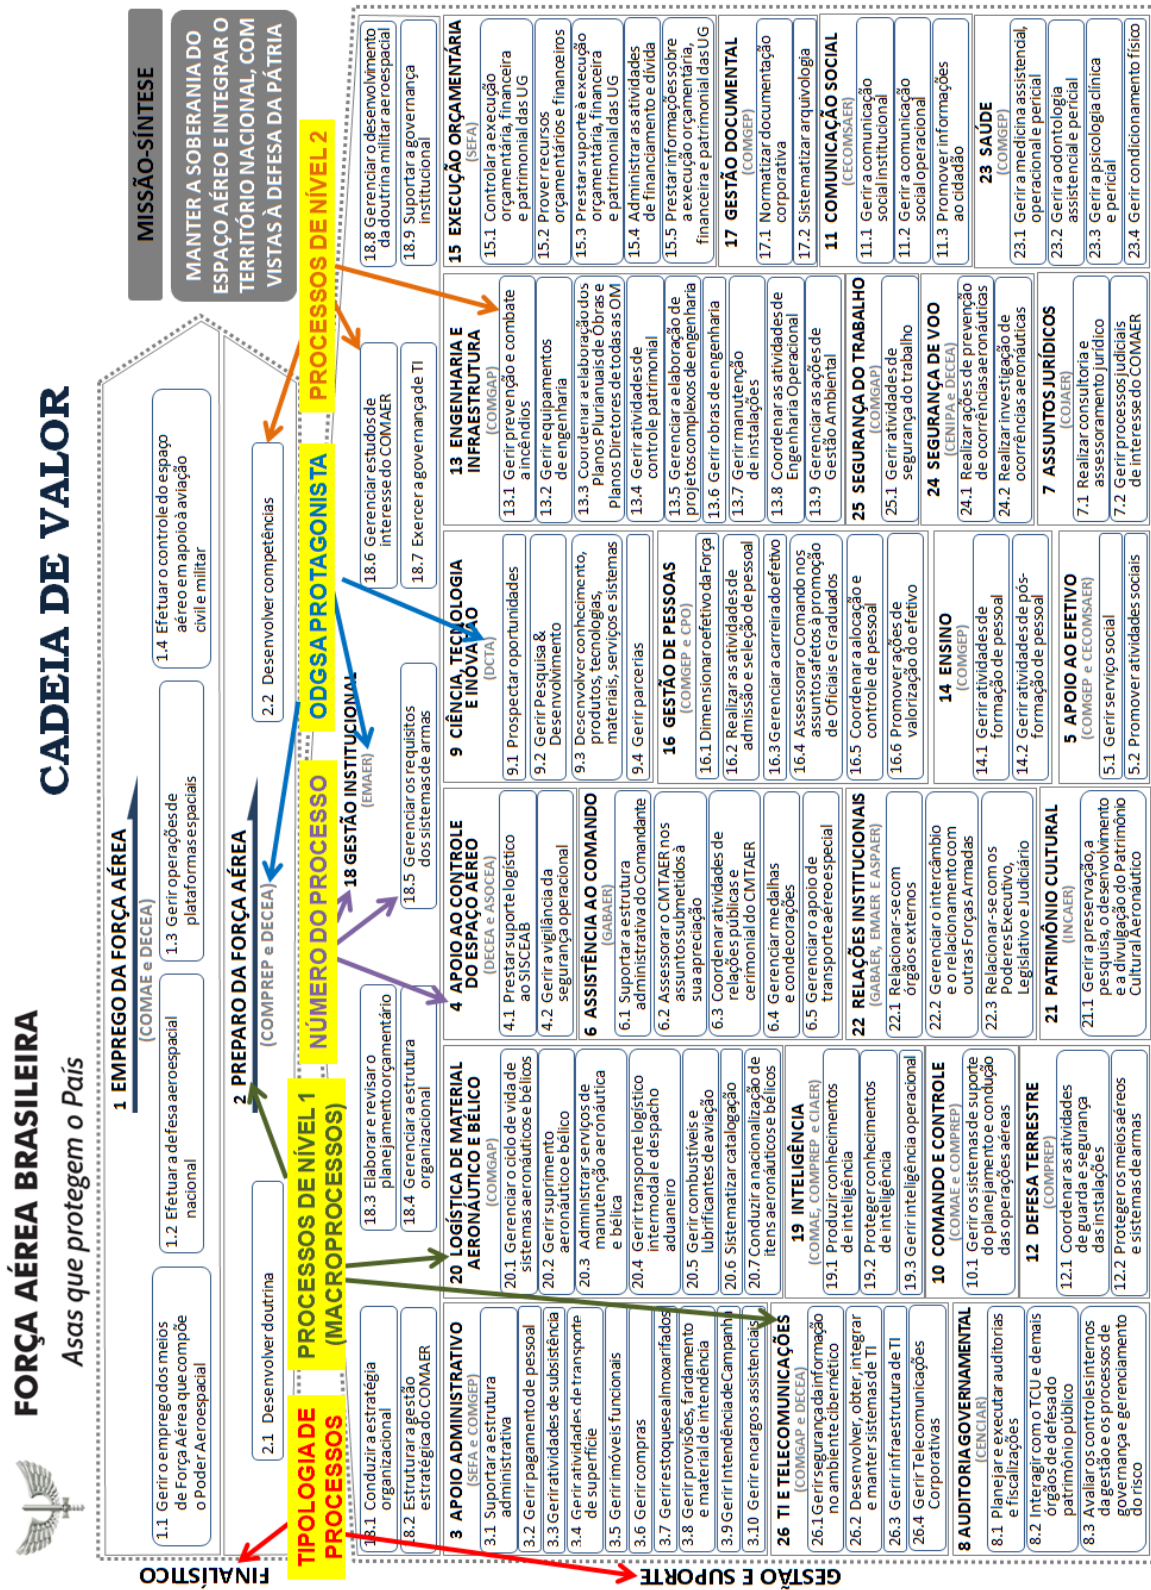 FORÇA AÉREA BRASILEIRA
Asas que protegem o País
CADEIA DE VALOR
MISSÃO-SÍNTESE
MANTER A SOBERANIA DO
ESPAÇO AÉREO E INTEGRAR O
TERRITÓRIO NACIONAL, COM
VISTAS À DEFESA DA PÁTRIA
FINALÍSTICO
1 EMPREGO DA FORÇA AÉREA
(COMAE e DECEA)
1.1 Gerir o emprego dos meios
de Força Aérea que compõe
o Poder Aeroespacial
1.2 Efetuar a defesa aeroespacial
nacional
1.3 Gerir operações de
plataformas espaciais
1.4 Efetuar o controle do espaço
aéreo em apoio à aviação
civil e militar
2 PREPARO DA FORÇA AÉREA
(COMPREP e DECEA)
2.1 Desenvolver doutrina
2.2 Desenvolver competências
TIPOLOGIA DE
PROCESSOS
PROCESSOS DE NÍVEL 1
(MACROPROCESSOS)
NÚMERO DO PROCESSO
ODGSA PROTAGONISTA
PROCESSOS DE NÍVEL 2
GESTÃO E SUPORTE
18 GESTÃO INSTITUCIONAL
(EMAER)
18.1 Conduzir a estratégia
organizacional
18.2 Estruturar a gestão
estratégica do COMAER
18.3 Elaborar e revisar o
planejamento orçamentário
18.4 Gerenciar a estrutura
organizacional
18.5 Gerenciar os requisitos
dos sistemas de armas
18.6 Gerenciar estudos de
interesse do COMAER
18.7 Exercer a governança de TI
18.8 Gerenciar o desenvolvimento
da doutrina militar aeroespacial
18.9 Suportar a governança
institucional
3 APOIO ADMINISTRATIVO
(SEFA e COMGEP)
3.1 Suportar a estrutura
administrativa
3.2 Gerir pagamento de pessoal
3.3 Gerir atividades de subsistência
3.4 Gerir atividades de transporte
de superfície
3.5 Gerir imóveis funcionais
3.6 Gerir compras
3.7 Gerir estoques e almoxarifados
3.8 Gerir provisões, fardamento
e material de intendência
3.9 Gerir Intendência de Campanha
3.10 Gerir encargos assistenciais
26 TI E TELECOMUNICAÇÕES
(COMGAP e DECEA)
26.1 Gerir segurança da informação
no ambiente cibernético
26.2 Desenvolver, obter, integrar
e manter sistemas de TI
26.3 Gerir infraestrutura de TI
26.4 Gerir Telecomunicações
Corporativas
8 AUDITORIA GOVERNAMENTAL
(CENCIAR)
8.1 Planejar e executar auditorias
e fiscalizações
8.2 Interagir com o TCU e demais
órgãos de defesa do
patrimônio público
8.3 Avaliar os controles internos
da gestão e os processos de
governança e gerenciamento
do risco
20 LOGÍSTICA DE MATERIAL
AERONÁUTICO E BÉLICO
(COMGAP)
20.1 Gerenciar o ciclo de vida de
sistemas aeronáuticos e bélicos
20.2 Gerir suprimento
aeronáutico e bélico
20.3 Administrar serviços de
manutenção aeronáutica
e bélica
20.4 Gerir transporte logístico
intermodal e despacho
aduaneiro
20.5 Gerir combustíveis e
lubrificantes de aviação
20.6 Sistematizar catalogação
20.7 Conduzir a nacionalização de
itens aeronáuticos e bélicos
19 INTELIGÊNCIA
(COMAE, COMPREP e CIAER)
19.1 Produzir conhecimentos
de inteligência
19.2 Proteger conhecimentos
de inteligência
19.3 Gerir inteligência operacional
10 COMANDO E CONTROLE
(COMAE e COMPREP)
10.1 Gerir os sistemas de suporte
do planejamento e condução
das operações aéreas
12 DEFESA TERRESTRE
(COMPREP)
12.1 Coordenar as atividades
de guarda e segurança
das instalações
12.2 Proteger os meios aéreos
e sistemas de armas
4 APOIO AO CONTROLE
DO ESPAÇO AÉREO
(DECEA e ASOCEA)
4.1 Prestar suporte logístico
ao SISCEAB
4.2 Gerir a vigilância da
segurança operacional
6 ASSISTÊNCIA AO COMANDO
(GABAER)
6.1 Suportar a estrutura
administrativa do Comandante
6.2 Assessorar o CMTAER nos
assuntos submetidos à
sua apreciação
6.3 Coordenar atividades de
relações públicas e
cerimonial do CMTAER
6.4 Gerenciar medalhas
e condecorações
6.5 Gerenciar o apoio de
transporte aéreo especial
22 RELAÇÕES INSTITUCIONAIS
(GABAER, EMAER E ASPAER)
22.1 Relacionar-se com
órgãos externos
22.2 Gerenciar o intercâmbio
e o relacionamento com
outras Forças Armadas
22.3 Relacionar-se com os
Poderes Executivo,
Legislativo e Judiciário
21 PATRIMÔNIO CULTURAL
(INCAER)
21.1 Gerir a preservação, a
pesquisa, o desenvolvimento
e a divulgação do Patrimônio
Cultural Aeronáutico
9 CIÊNCIA, TECNOLOGIA
E INOVAÇÃO
(DCTA)
9.1 Prospectar oportunidades
9.2 Gerir Pesquisa &
Desenvolvimento
9.3 Desenvolver conhecimento,
produtos, tecnologias,
materiais, serviços e sistemas
9.4 Gerir parcerias
16 GESTÃO DE PESSOAS
(COMGEP e CPO)
16.1 Dimensionar o efetivo da Força
16.2 Realizar as atividades de
admissão e seleção de pessoal
16.3 Gerenciar a carreira do efetivo
16.4 Assessorar o Comando nos
assuntos afetos à promoção
de Oficiais e Graduados
16.5 Coordenar a alocação e
controle de pessoal
16.6 Promover ações de
valorização do efetivo
14 ENSINO
(COMGEP)
14.1 Gerir atividades de
formação de pessoal
14.2 Gerir atividades de pós-
formação de pessoal
5 APOIO AO EFETIVO
(COMGEP e CECOMSAER)
5.1 Gerir serviço social
5.2 Promover atividades sociais
13 ENGENHARIA E
INFRAESTRUTURA
(COMGAP)
13.1 Gerir prevenção e combate
a incêndios
13.2 Gerir equipamentos
de engenharia
13.3 Coordenar a elaboração dos
Planos Plurianuais de Obras e
Planos Diretores de todas as OM
13.4 Gerir atividades de
controle patrimonial
13.5 Gerenciar a elaboração de
projetos complexos de engenharia
13.6 Gerir obras de engenharia
13.7 Gerir manutenção
de instalações
13.8 Coordenar as atividades de
Engenharia Operacional
13.9 Gerenciar as ações de
Gestão Ambiental
25 SEGURANÇA DO TRABALHO
(COMGAP)
25.1 Gerir atividades de
segurança do trabalho
24 SEGURANÇA DE VOO
(CENIPA e DECEA)
24.1 Realizar ações de prevenção
de ocorrências aeronáuticas
24.2 Realizar investigação de
ocorrências aeronáuticas
7 ASSUNTOS JURÍDICOS
(COJAER)
7.1 Realizar consultoria e
assessoramento jurídico
7.2 Gerir processos judiciais
de interesse do COMAER
15 EXECUÇÃO ORÇAMENTÁRIA
(SEFA)
15.1 Controlar a execução
orçamentária, financeira
e patrimonial das UG
15.2 Prover recursos
orçamentários e financeiros
15.3 Prestar suporte à execução
orçamentária, financeira
e patrimonial das UG
15.4 Administrar as atividades
de financiamento e dívida
15.5 Prestar informações sobre
a execução orçamentária,
financeira e patrimonial das UG
17 GESTÃO DOCUMENTAL
(COMGEP)
17.1 Normatizar documentação
corporativa
17.2 Sistematizar arquivologia
11 COMUNICAÇÃO SOCIAL
(CECOMSAER)
11.1 Gerir a comunicação
social institucional
11.2 Gerir a comunicação
social operacional
11.3 Promover informações
ao cidadão
23 SAÚDE
(COMGEP)
23.1 Gerir a medicina assistencial,
operacional e pericial
23.2 Gerir a odontologia
assistencial e pericial
23.3 Gerir a psicologia clínica
e pericial
23.4 Gerir condicionamento físico